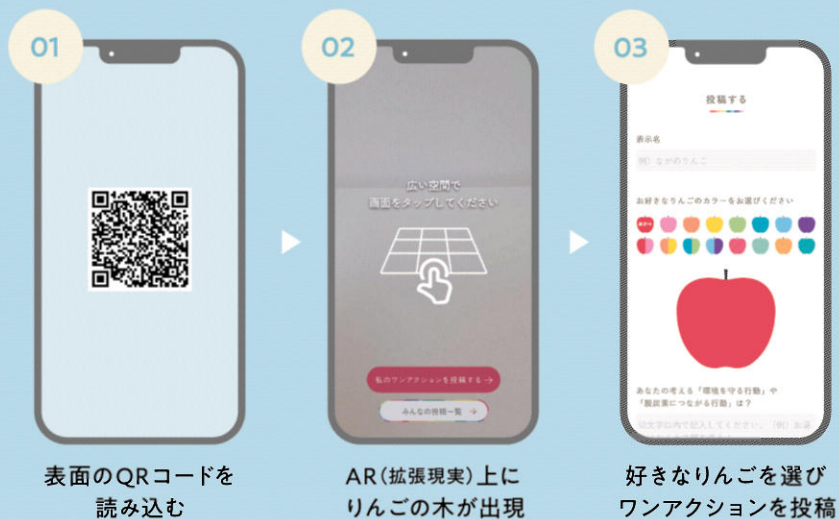 01
02
03
広い空間で
画面をタップしてください
私のワンアクションを投稿する →
みんなの投稿一覧 →
投稿する
表示名
例）ながのりんご
お好きなりんごのカラーをお選びください
あなたの考える「環境を守る行動」や
「脱炭素につながる行動」は？
表面のQRコードを
読み込む
AR(拡張現実)上に
りんごの木が出現
好きなりんごを選び
ワンアクションを投稿